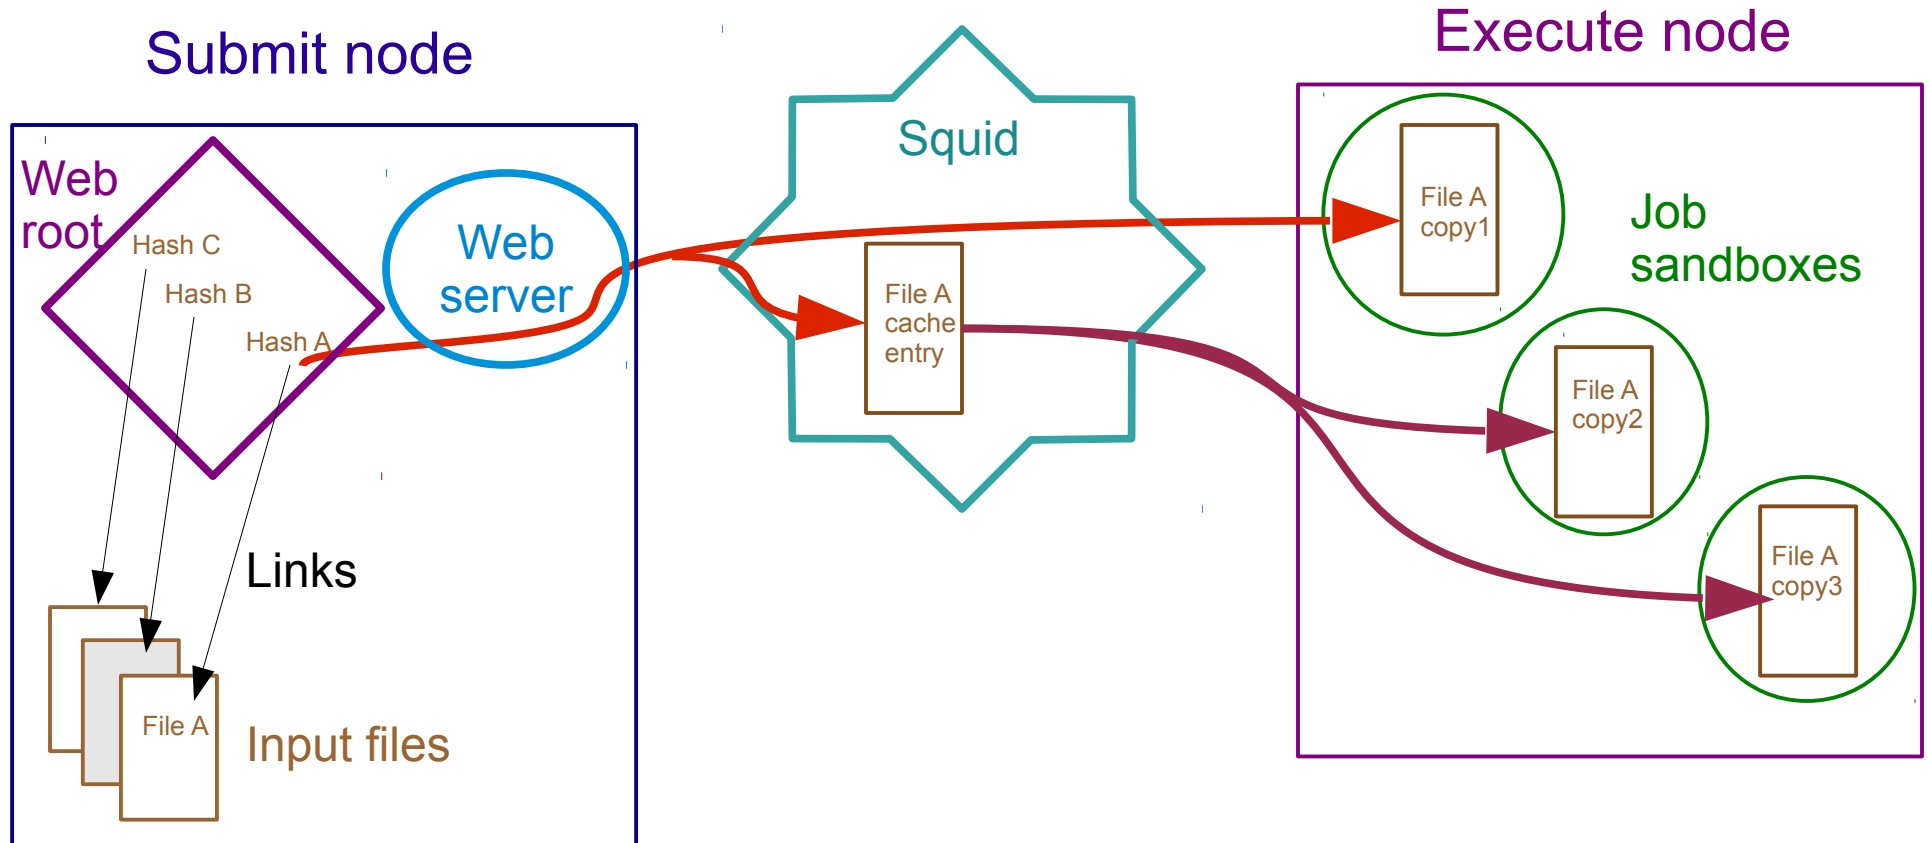 Submit node
Execute node
Squid
Web
root
Hash C
Hash B
Hash A
Web
server
File A
cache
entry
File A
copy1
Job
sandboxes
File A
copy2
File A
copy3
Links
File A
Input files